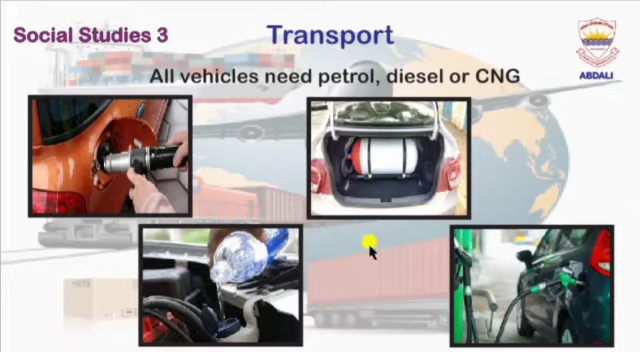 Social Studies 3
Transport
ABDALI
All vehicles need petrol, diesel or CNG